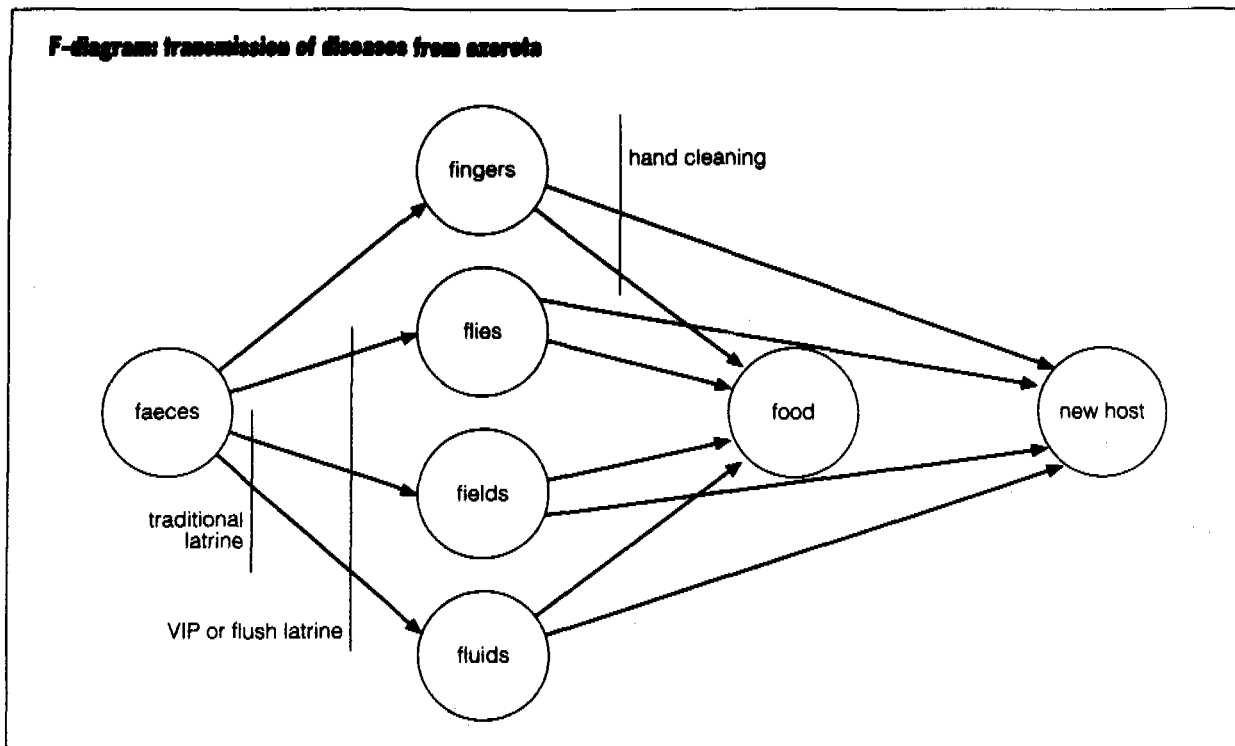 F-diagram: transmission of diseases from excreta
fingers
hand cleaning
flies
faeces
food
new host
fields
traditional
latrine
VIP or flush latrine
fluids